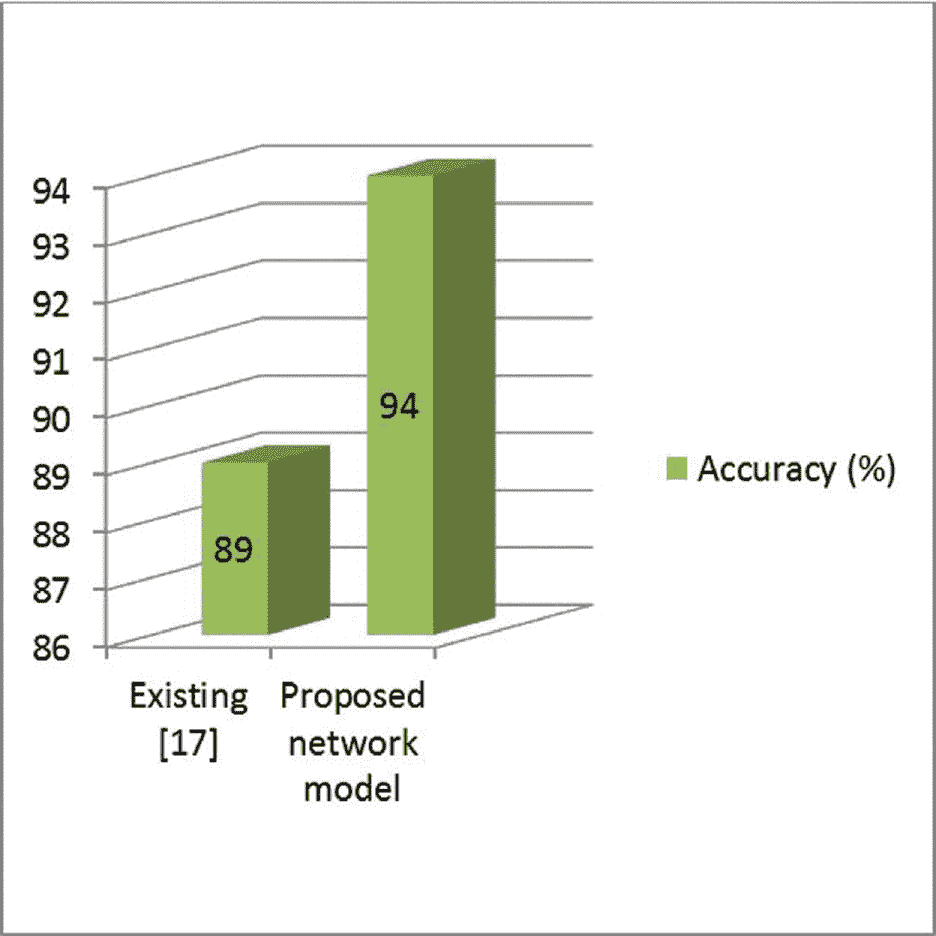 94
93
92
91
90
89
88
87
86
94
89
Existing
[17]
Proposed
network
model
Accuracy (%)